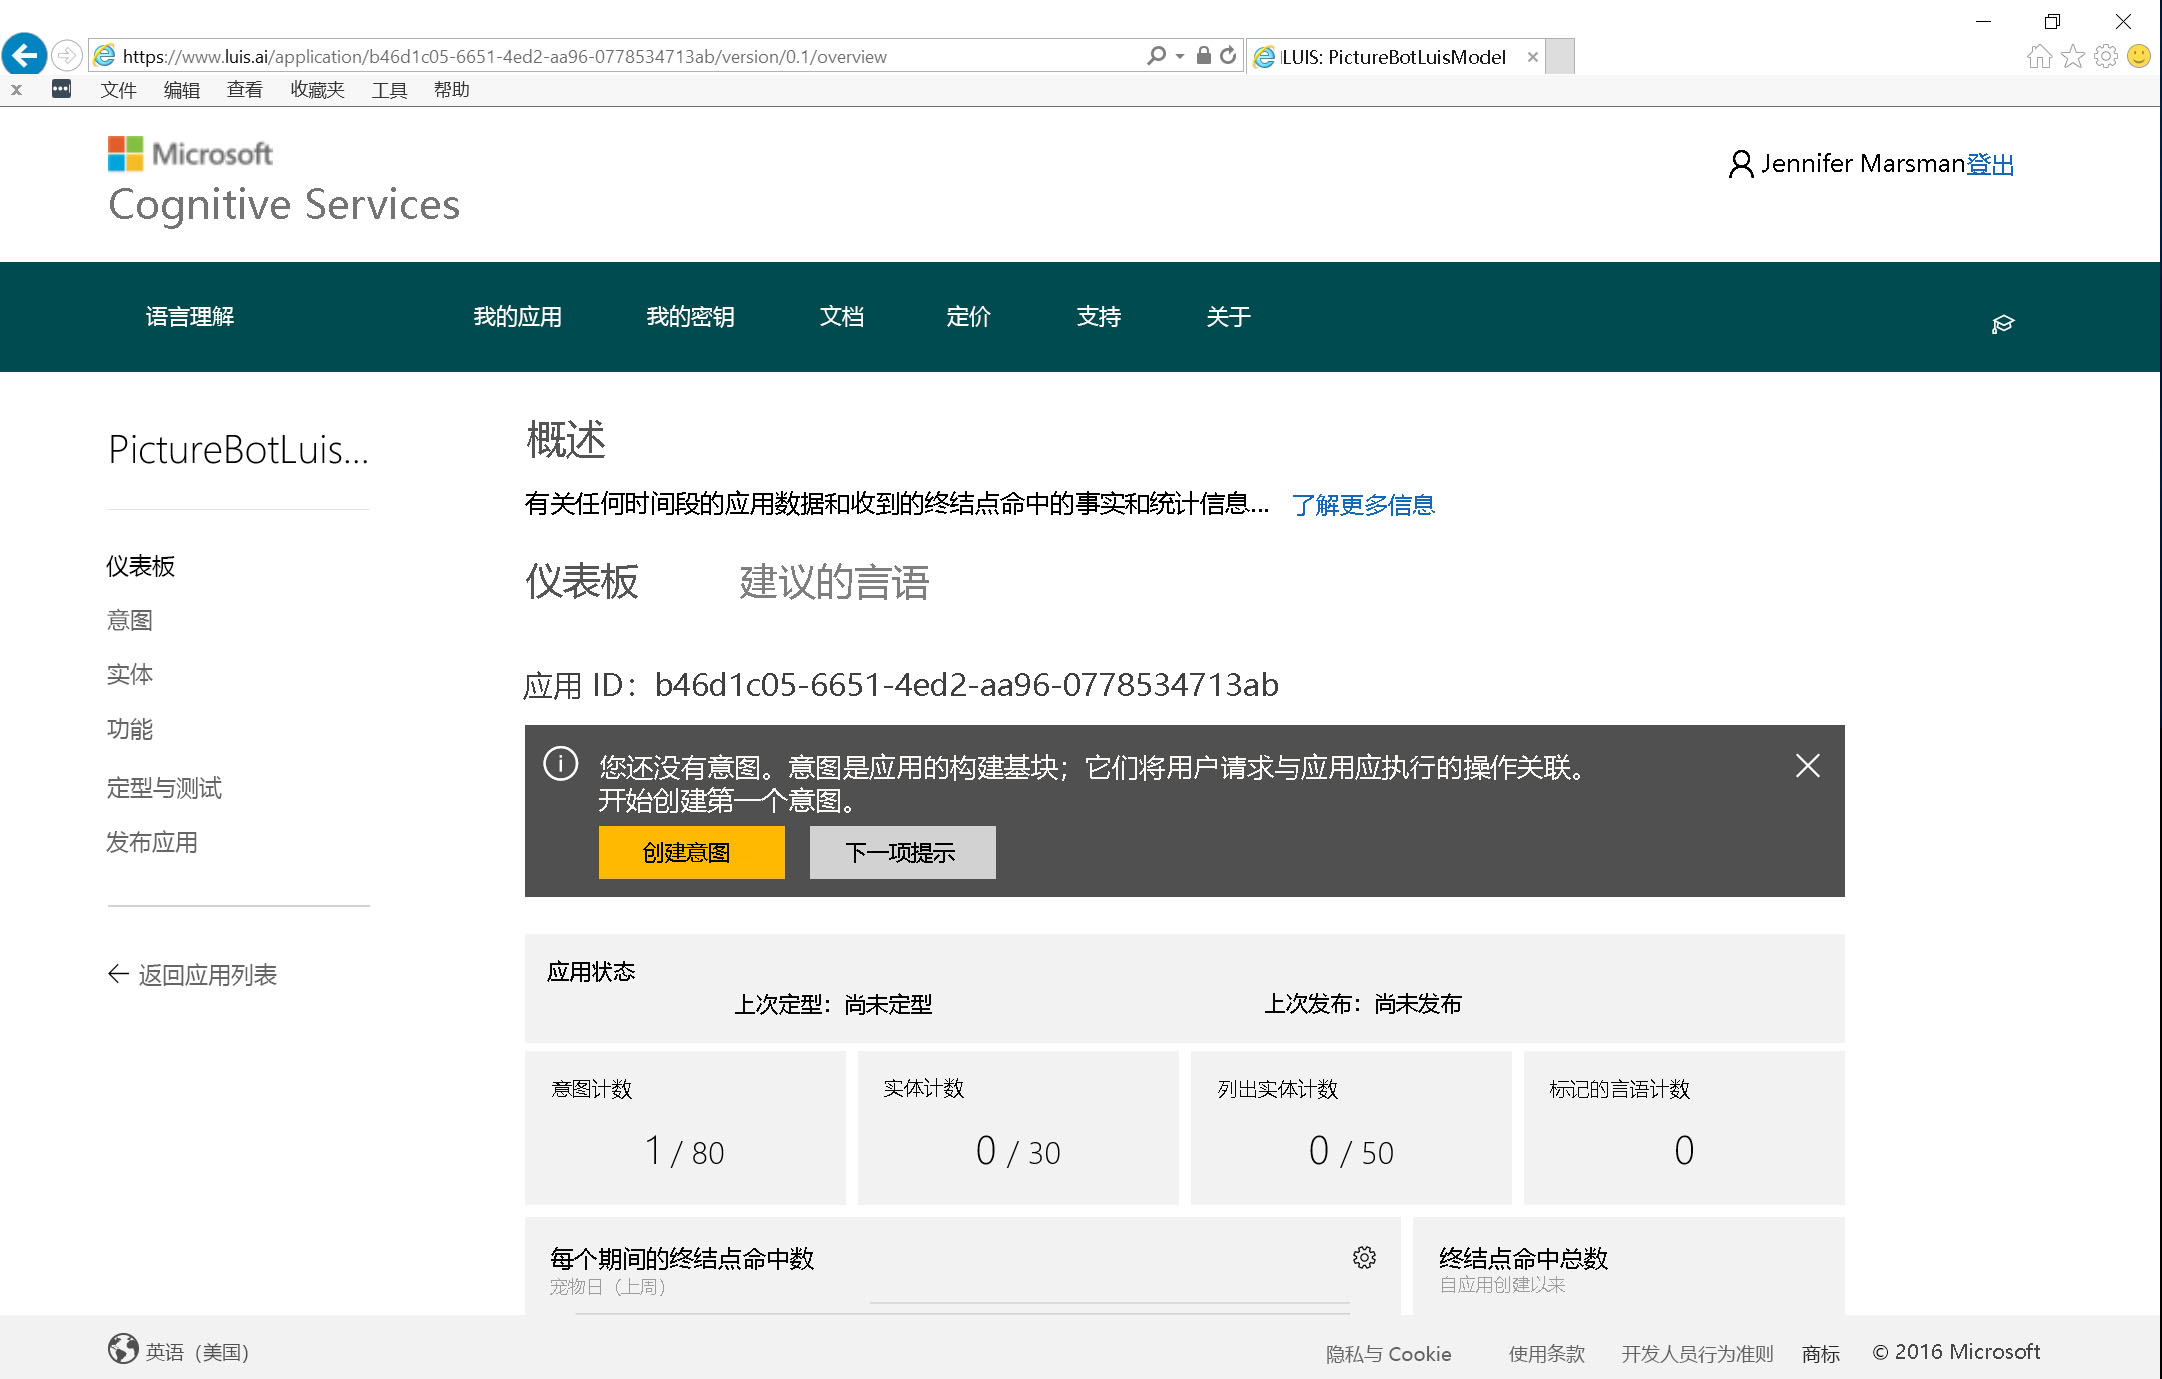 https://www.luis.ai/application/b46d1c05-6651-4ed2-aa96-0778534713ab/version/0.1/overview
LUIS: PictureBotLuisModel
文件 编辑 查看 收藏夹 工具 帮助
Microsoft
Cognitive Services
Jennifer Marsman登出
语言理解 我的应用 我的密钥 文档 定价 支持 关于
PictureBotLuis...
仪表板
意图
实体
功能
定型与测试
发布应用
返回应用列表
概述
有关任何时间段的应用数据和收到的终结点命中的事实和统计信息... 了解更多信息
仪表板 建议的言语
应用 ID：b46d1c05-6651-4ed2-aa96-0778534713ab
您还没有意图。意图是应用的构建基块；它们将用户请求与应用应执行的操作关联。
开始创建第一个意图。
创建意图 下一项提示
应用状态
上次定型：尚未定型 上次发布：尚未发布
意图计数 实体计数 列出实体计数 标记的言语计数
1 / 80 0 / 30 0 / 50 0
每个期间的终结点命中数 终结点命中总数
宠物日（上周） 自应用创建以来
英语（美国） 隐私与 Cookie 使用条款 开发人员行为准则 商标 © 2016 Microsoft